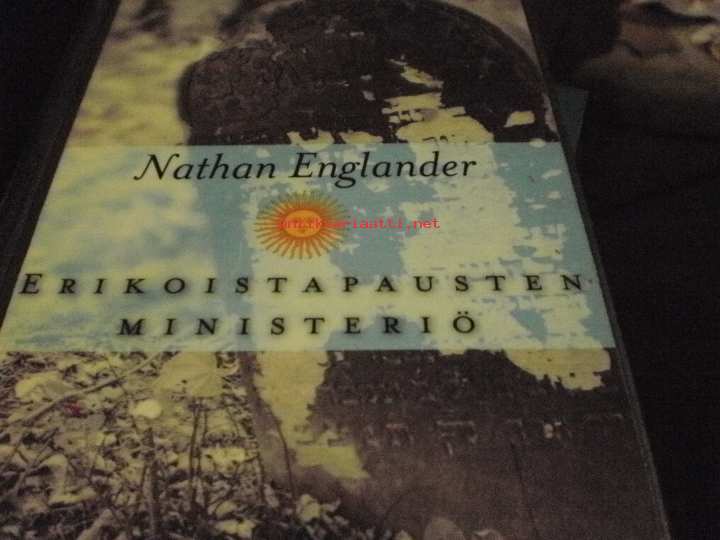 Nathan Englander
antikvariaatti.net
ERIKOISTAPAUSTEN
MINISTERIÖ